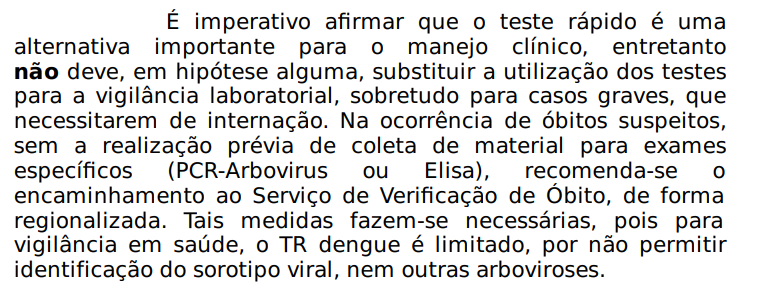 É imperativo afirmar que o teste rápido é uma
alternativa importante para o manejo clínico, entretanto
não deve, em hipótese alguma, substituir a utilização dos testes
para a vigilância laboratorial, sobretudo para casos graves, que
necessitarem de internação. Na ocorrência de óbitos suspeitos,
sem a realização prévia de coleta de material para exames
específicos (PCR-Arbovirus ou Elisa), recomenda-se o
encaminhamento ao Serviço de Verificação de Óbito, de forma
regionalizada. Tais medidas fazem-se necessárias, pois para
vigilância em saúde, o TR dengue é limitado, por não permitir
identificação do sorotipo viral, nem outras arboviroses.